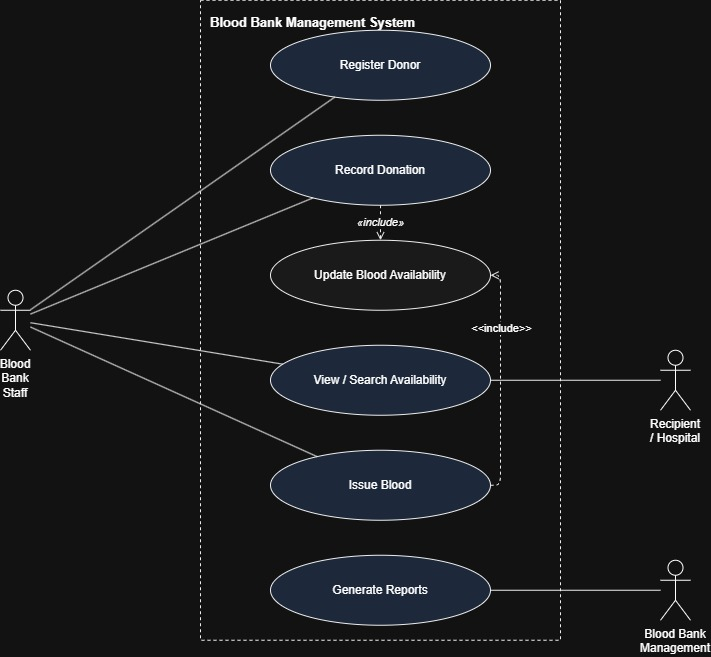 Blood Bank Management System
Register Donor
Record Donation
«include»
Update Blood Availability
<<include>>
View / Search Availability
Issue Blood
Generate Reports
Blood
Bank
Staff
Recipient
/ Hospital
Blood Bank
Management